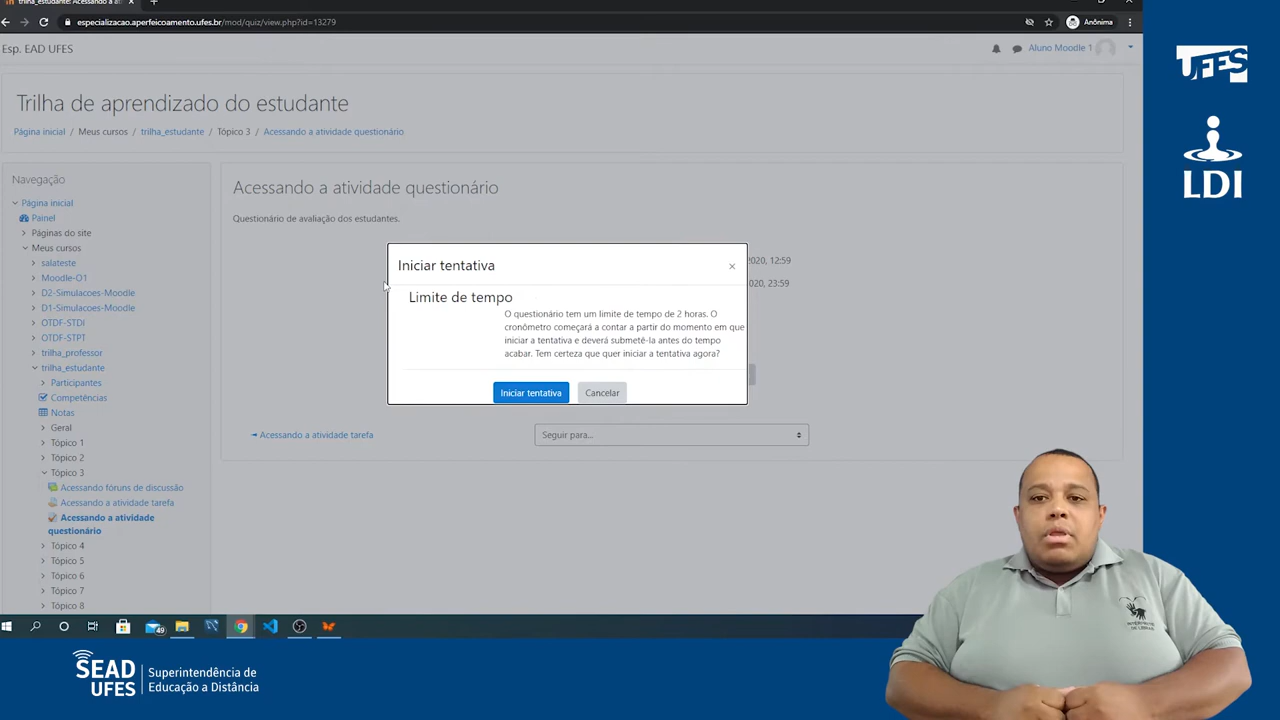 trilha_estudante: Acessando a ati
especializacao.aperfeicoamento.ufes.br/mod/quiz/view.php?id=13279
Anônima
Esp. EAD UFES
Aluno Moodle 1
Trilha de aprendizado do estudante
Página inicial / Meus cursos / trilha_estudante / Tópico 3 / Acessando a atividade questionário
Navegação
Página inicial
Painel
Páginas do site
Meus cursos
salateste
Moodle-O1
D2-Simulacoes-Moodle
D1-Simulacoes-Moodle
OTDF-STDI
OTDF-STPT
trilha_professor
trilha_estudante
Participantes
Competências
Notas
Geral
Tópico 1
Tópico 2
Tópico 3
Acessando fóruns de discussão
Acessando a atividade tarefa
Acessando a atividade
questionário
Tópico 4
Tópico 5
Tópico 6
Tópico 7
Tópico 8
Acessando a atividade questionário
Questionário de avaliação dos estudantes.
2020, 12:59
020, 23:59
Iniciar tentativa
×
Limite de tempo
O questionário tem um limite de tempo de 2 horas. O
cronômetro começará a contar a partir do momento em que
iniciar a tentativa e deverá submetê-la antes do tempo
acabar. Tem certeza que quer iniciar a tentativa agora?
Iniciar tentativa
Cancelar
◄ Acessando a atividade tarefa
Seguir para...
49
UFES
LDI
SEAD
UFES
Superintendência de
Educação a Distância